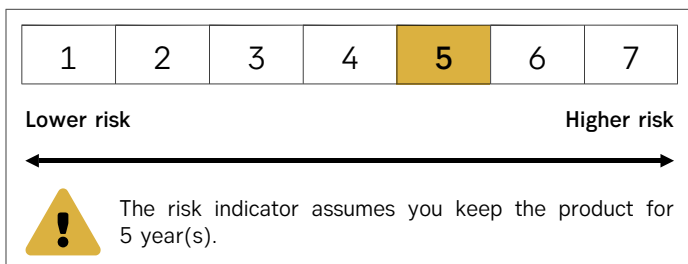 1 2 3 4 5 6 7
Lower risk Higher risk
The risk indicator assumes you keep the product for
5 year(s).